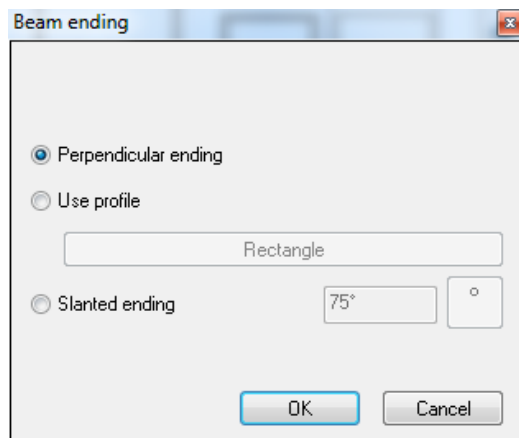 Beam ending
Perpendicular ending
Use profile
Rectangle
Slanted ending 75° °
OK Cancel